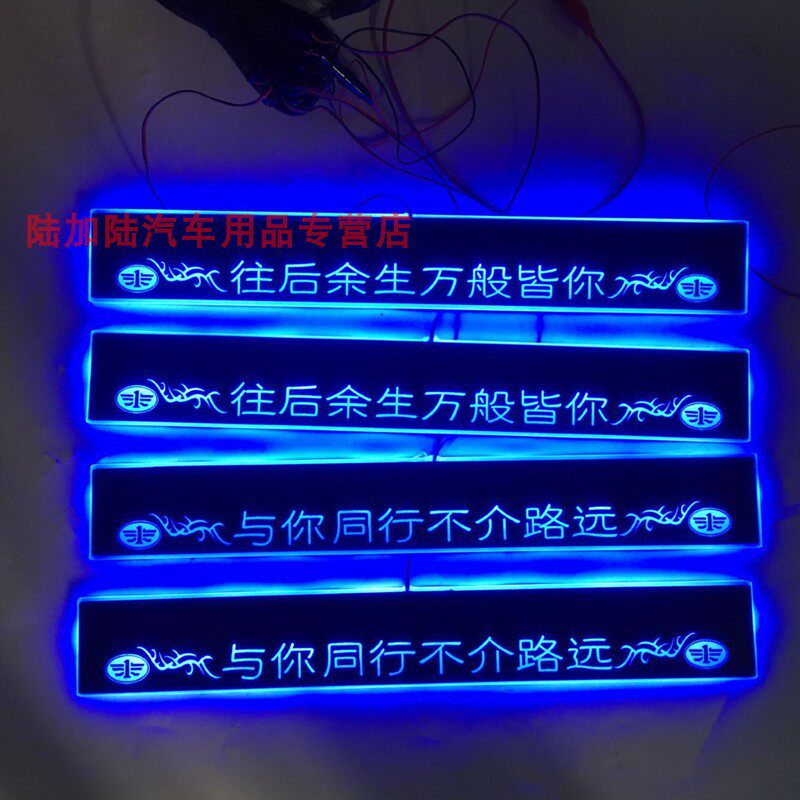 陆加陆汽车用品专营店
往后余生万般皆你
往后余生万般皆你
与你同行不介路远
与你同行不介路远